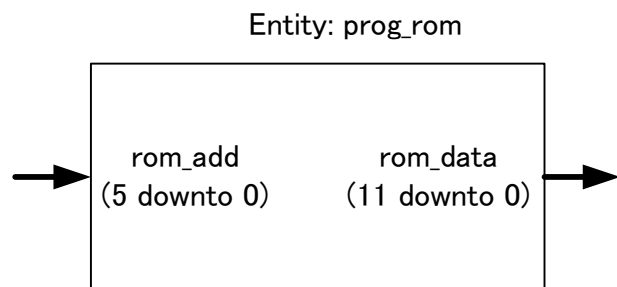 Entity: prog_rom
rom_add
(5 downto 0)
rom_data
(11 downto 0)